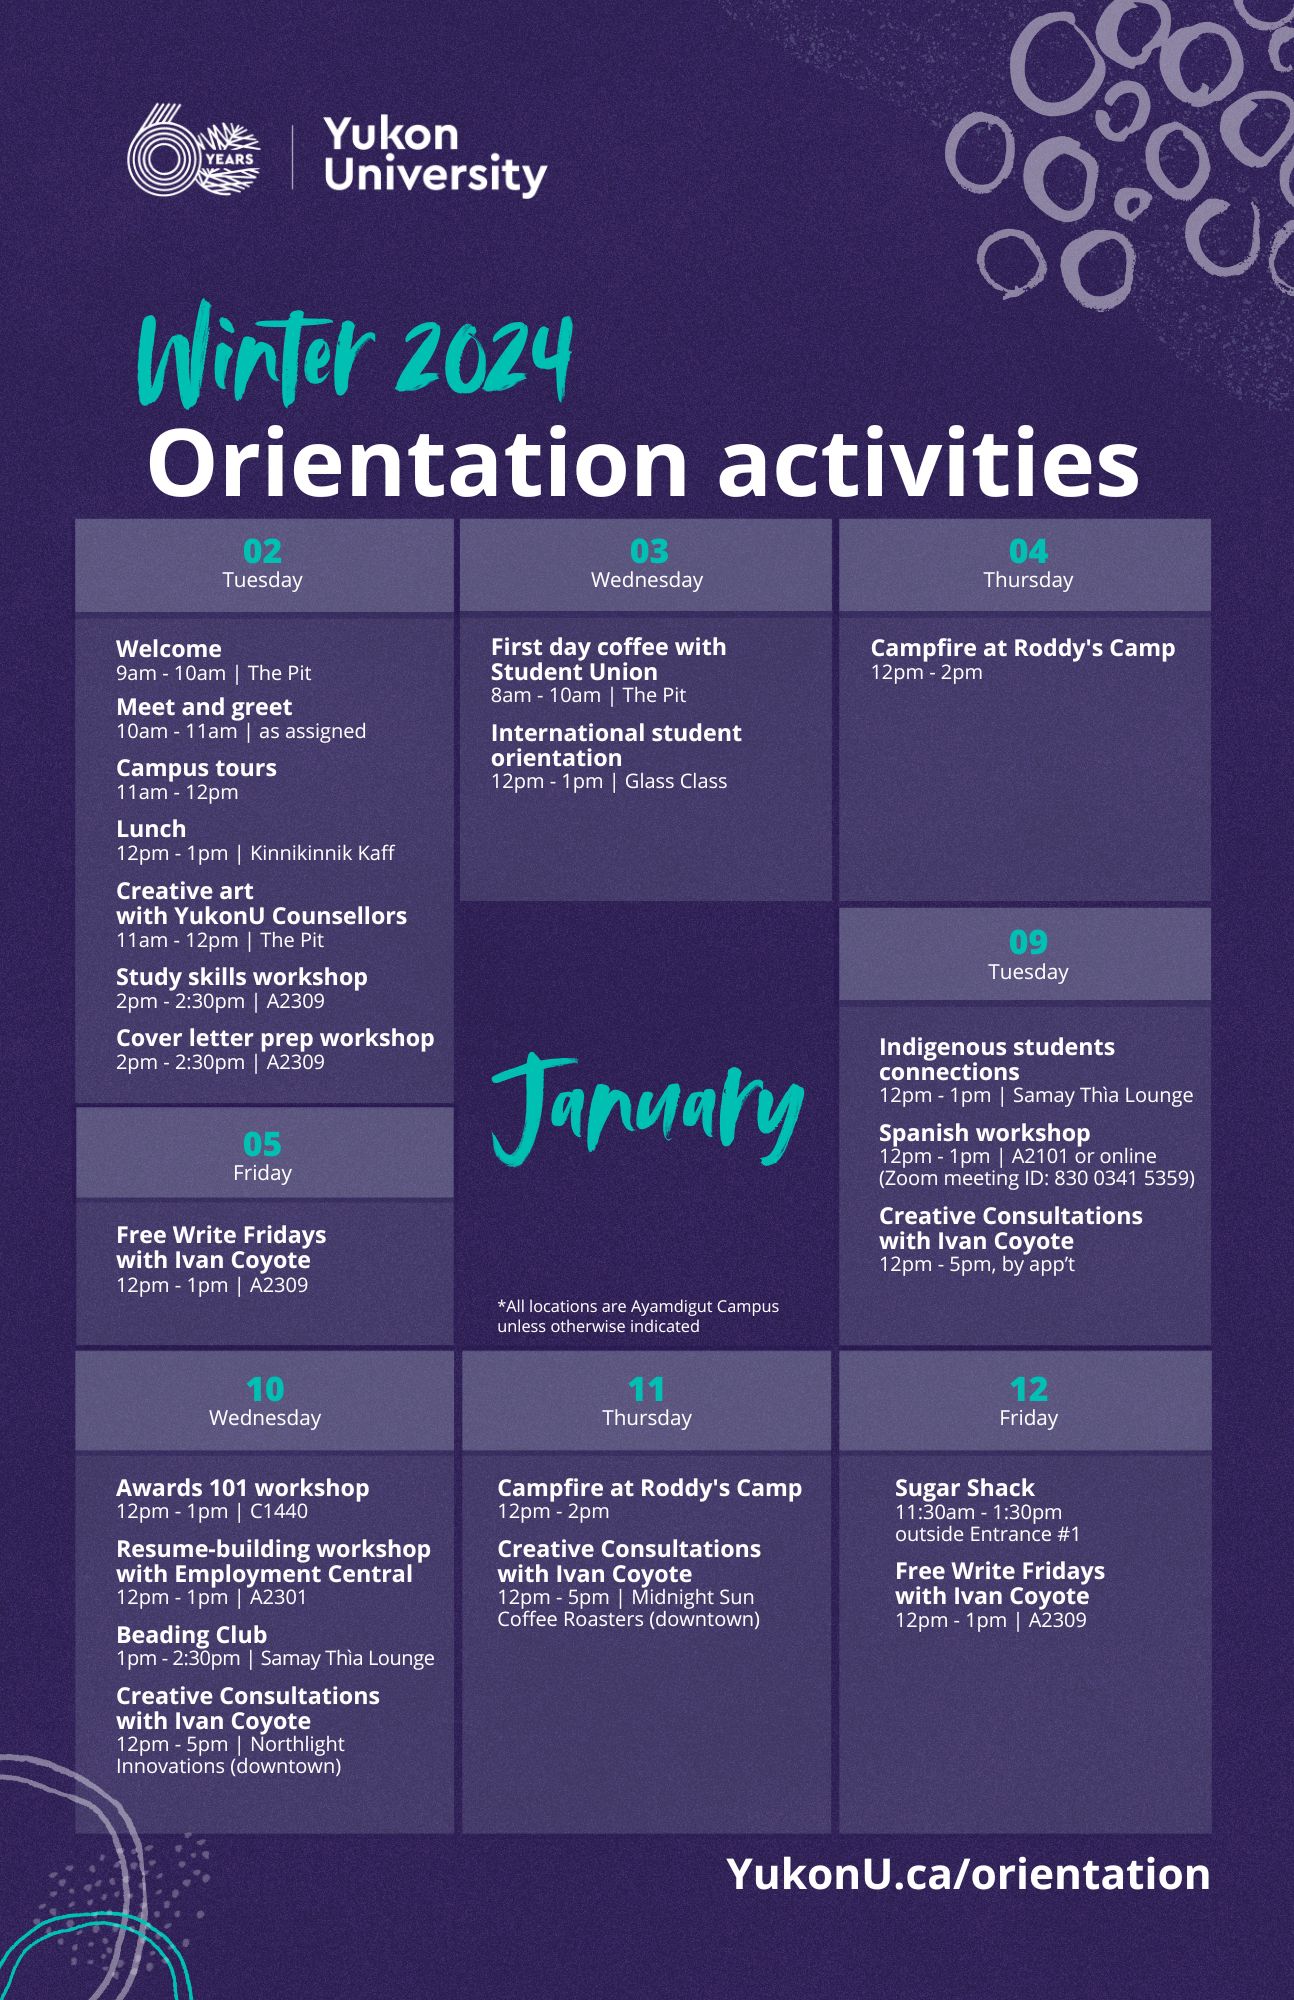 60 YEARS
Yukon
University
Winter 2024
Orientation activities
02
Tuesday
Welcome
9am - 10am | The Pit
Meet and greet
10am - 11am | as assigned
Campus tours
11am - 12pm
Lunch
12pm - 1pm | Kinnikinnik Kaff
Creative art
with YukonU Counsellors
11am - 12pm | The Pit
Study skills workshop
2pm - 2:30pm | A2309
Cover letter prep workshop
2pm - 2:30pm | A2309
03
Wednesday
First day coffee with
Student Union
8am - 10am | The Pit
International student
orientation
12pm - 1pm | Glass Class
04
Thursday
Campfire at Roddy's Camp
12pm - 2pm
05
Friday
Free Write Fridays
with Ivan Coyote
12pm - 1pm | A2309
January
*All locations are Ayamdigut Campus
unless otherwise indicated
09
Tuesday
Indigenous students
connections
12pm - 1pm | Samay Thìa Lounge
Spanish workshop
12pm - 1pm | A2101 or online
(Zoom meeting ID: 830 0341 5359)
Creative Consultations
with Ivan Coyote
12pm - 5pm, by app’t
10
Wednesday
Awards 101 workshop
12pm - 1pm | C1440
Resume-building workshop
with Employment Central
12pm - 1pm | A2301
Beading Club
1pm - 2:30pm | Samay Thìa Lounge
Creative Consultations
with Ivan Coyote
12pm - 5pm | Northlight
Innovations (downtown)
11
Thursday
Campfire at Roddy's Camp
12pm - 2pm
Creative Consultations
with Ivan Coyote
12pm - 5pm | Midnight Sun
Coffee Roasters (downtown)
12
Friday
Sugar Shack
11:30am - 1:30pm
outside Entrance #1
Free Write Fridays
with Ivan Coyote
12pm - 1pm | A2309
YukonU.ca/orientation